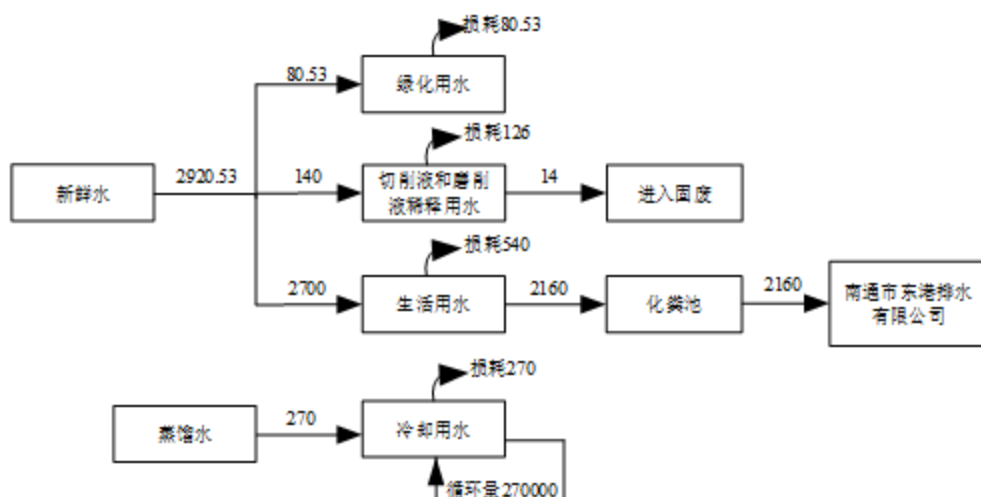 损耗80.53
80.53
绿化用水
损耗126
新鲜水
2920.53
140
切削液和磨削
液稀释用水
14
进入固废
损耗540
2700
生活用水
2160
化粪池
2160
南通市东港排水
有限公司
损耗270
蒸馏水
270
冷却用水
循环量270000